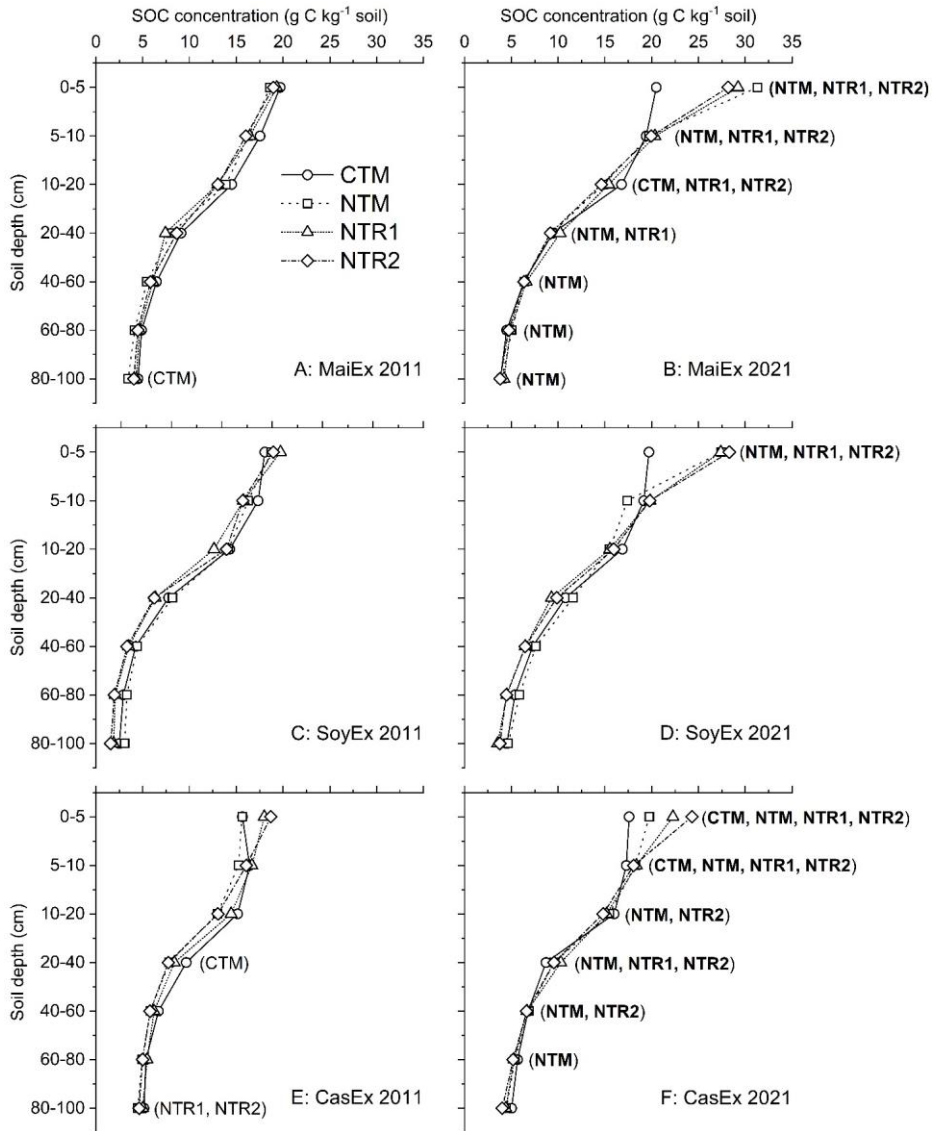 SOC concentration (g C kg-1 soil)
SOC concentration (g C kg-1 soil)
0 5 10 15 20 25 30 35
0 5 10 15 20 25 30 35
Soil depth (cm)
0-5
5-10
10-20
20-40
40-60
60-80
80-100
CTM
NTM
NTR1
NTR2
(CTM)
A: MaiEx 2011
(NTM, NTR1, NTR2)
(NTM, NTR1, NTR2)
(CTM, NTR1, NTR2)
(NTM, NTR1)
(NTM)
(NTM)
(NTM)
B: MaiEx 2021
Soil depth (cm)
0-5
5-10
10-20
20-40
40-60
60-80
80-100
C: SoyEx 2011
(NTM, NTR1, NTR2)
D: SoyEx 2021
Soil depth (cm)
0-5
5-10
10-20
20-40
40-60
60-80
80-100
(CTM)
(NTR1, NTR2)
E: CasEx 2011
(CTM, NTM, NTR1, NTR2)
(CTM, NTM, NTR1, NTR2)
(NTM, NTR2)
(NTM, NTR1, NTR2)
(NTM, NTR2)
(NTM)
F: CasEx 2021